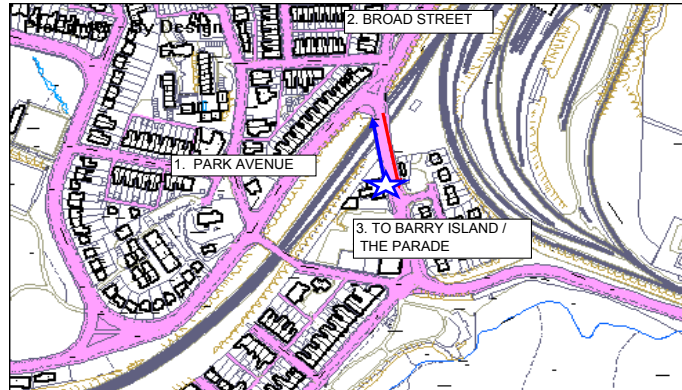 By Design
2. BROAD STREET
1. PARK AVENUE
3. TO BARRY ISLAND /
THE PARADE